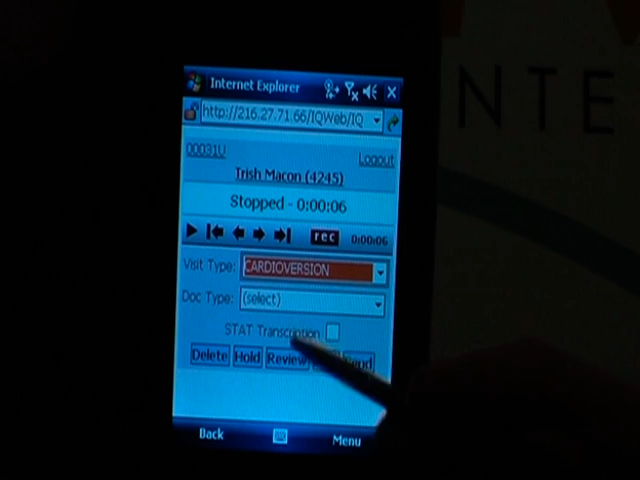 Internet Explorer
http://216.27.71.66/IQWeb/IQ
00031U
Logout
Trish Macon (4245)
Stopped - 0:00:06
rec 0:00:06
Visit Type: CARDIOVERSION
Doc Type: (select)
STAT Transcription
Delete Hold Review
Back Menu
NTE